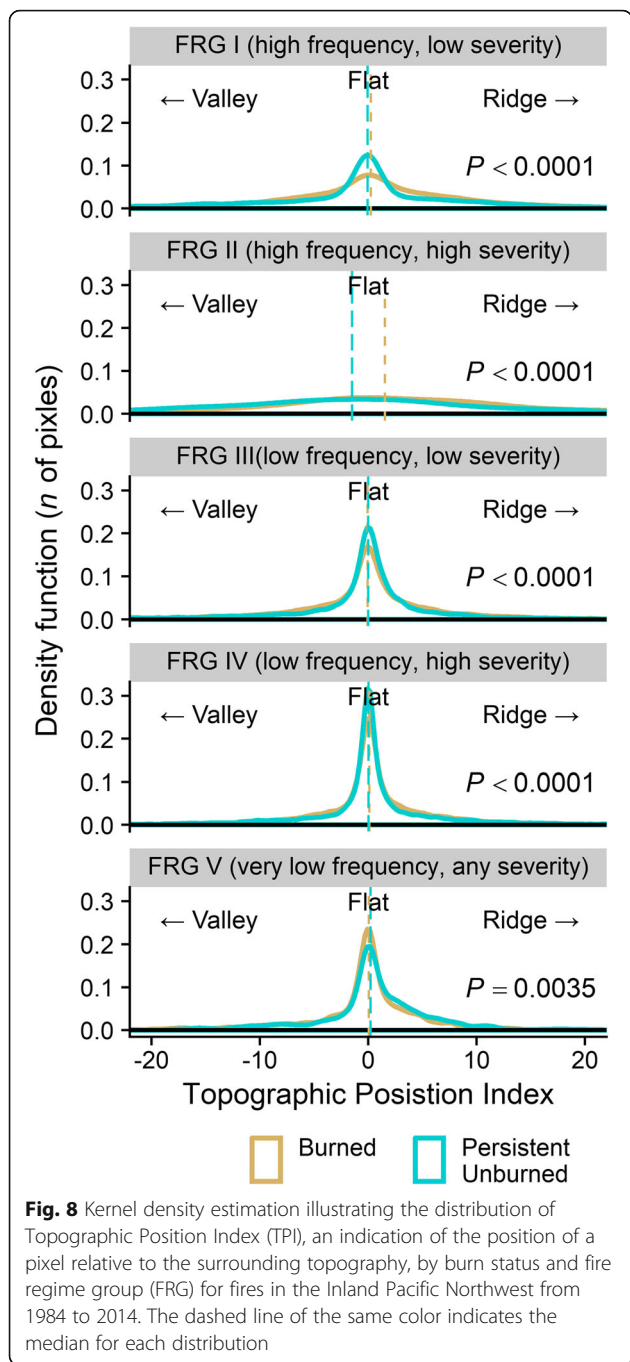 FRG I (high frequency, low severity)
0.3
0.2
0.1
0.0
← Valley
Flat
Ridge →
P < 0.0001
FRG II (high frequency, high severity)
0.3
0.2
0.1
0.0
← Valley
Flat
Ridge →
P < 0.0001
FRG III(low frequency, low severity)
0.3
0.2
0.1
0.0
← Valley
Flat
Ridge →
P < 0.0001
FRG IV (low frequency, high severity)
0.3
0.2
0.1
0.0
← Valley
Flat
Ridge →
P < 0.0001
FRG V (very low frequency, any severity)
0.3
0.2
0.1
0.0
← Valley
Flat
Ridge →
P = 0.0035
Density function (n of pixles)
-20 -10 0 10 20
Topographic Posistion Index
Burned
Persistent
Unburned
Fig. 8 Kernel density estimation illustrating the distribution of
Topographic Position Index (TPI), an indication of the position of a
pixel relative to the surrounding topography, by burn status and fire
regime group (FRG) for fires in the Inland Pacific Northwest from
1984 to 2014. The dashed line of the same color indicates the
median for each distribution